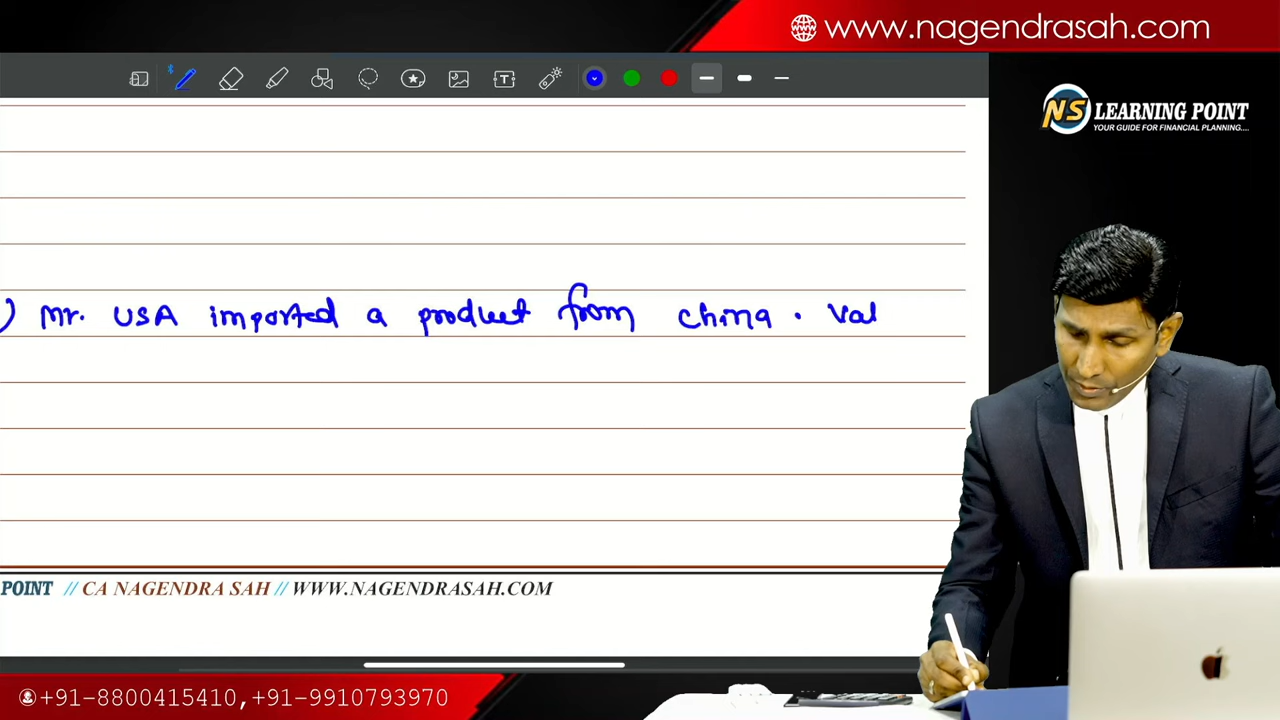 www.nagendrasah.com
NS LEARNING POINT
YOUR GUIDE FOR FINANCIAL PLANNING....
) Mr. USA imported a product from china. Val
POINT // CA NAGENDRA SAH // WWW.NAGENDRASAH.COM
+91-8800415410,+91-9910793970